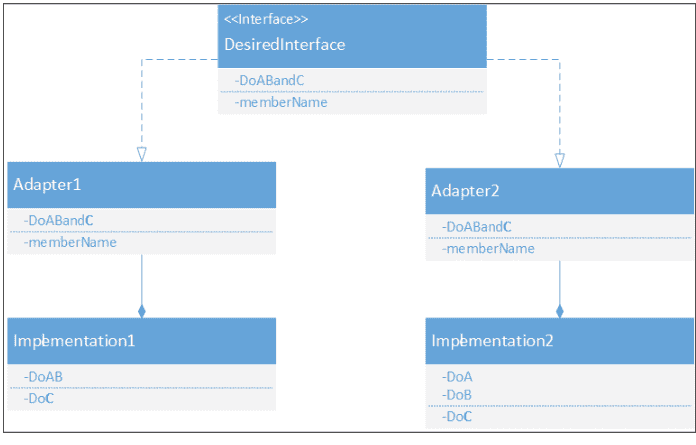 <<Interface>>
DesiredInterface
-DoABandC
-memberName
Adapter1
-DoABandC
-memberName
Adapter2
-DoABandC
-memberName
Implementation1
-DoAB
-DoC
Implementation2
-DoA
-DoB
-DoC